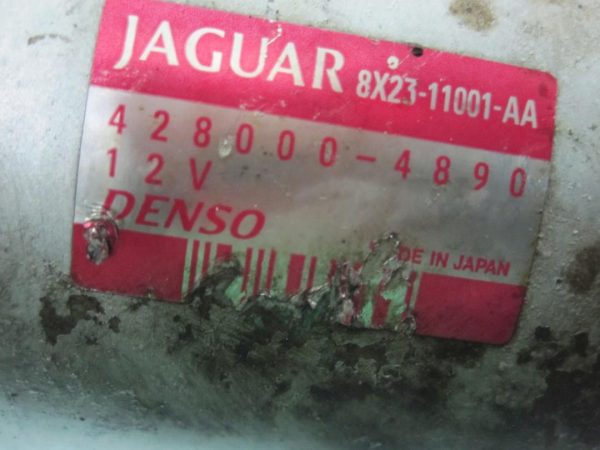 JAGUAR 8X23-11001-AA
428000-4890
12V
DENSO
DE IN JAPAN